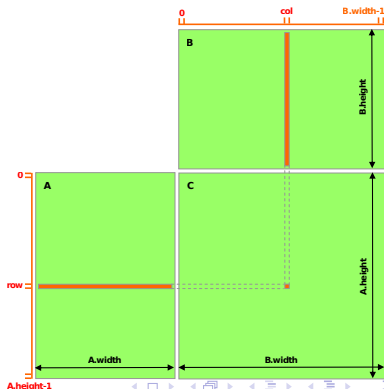 0 col B.width-1
B
B.height
0
A
C
row
A.height
A.width
B.width
A.height-1